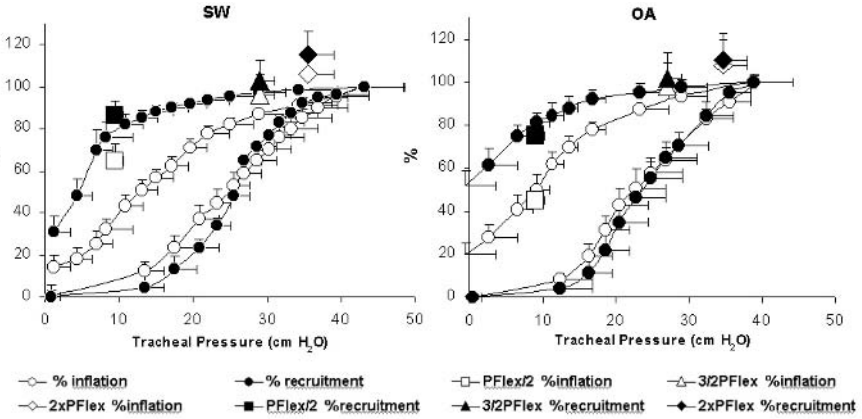 SW
OA
120
100
80
60
40
20
0
0 10 20 30 40 50
Tracheal Pressure (cm H2O)
%
120
100
80
60
40
20
0
0 10 20 30 40 50
Tracheal Pressure (cm H2O)
% inflation
% recruitment
PFlex/2 %inflation
3/2PFlex %inflation
2xPFlex %inflation
PFlex/2 %recruitment
3/2PFlex %recruitment
2xPFlex %recruitment